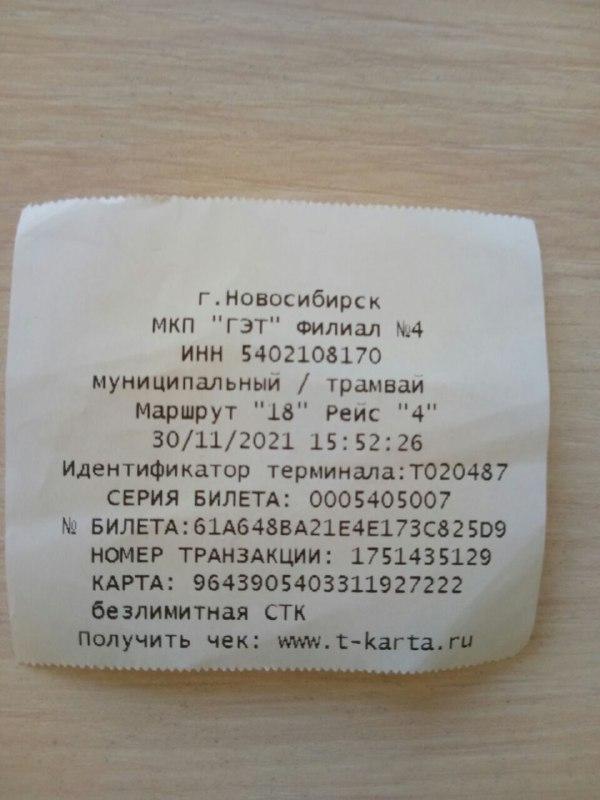 г.Новосибирск
МКП "ГЭТ" Филиал №4
ИНН 5402108170
муниципальный / трамвай
Маршрут "18" Рейс "4"
30/11/2021 15:52:26
Идентификатор терминала:Т020487
СЕРИЯ БИЛЕТА: 0005405007
№ БИЛЕТА:61A648BA21E4E173C825D9
НОМЕР ТРАНЗАКЦИИ: 1751435129
КАРТА: 9643905403311927222
безлимитная СТК
Получить чек: www.t-karta.ru